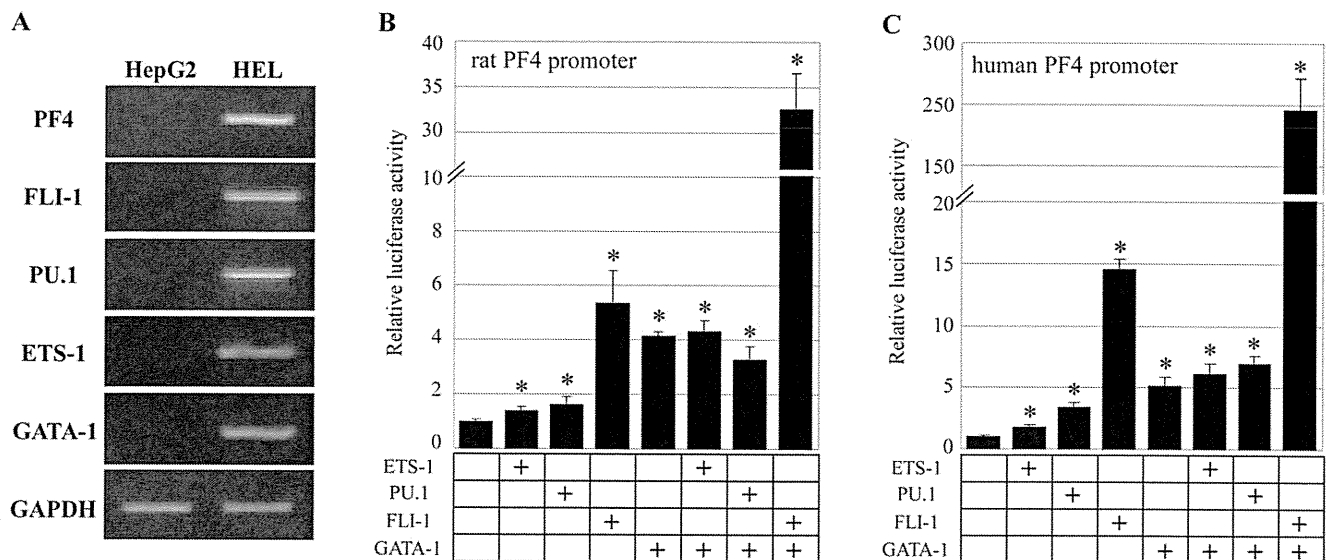 A
HepG2 HEL
PF4
FLI-1
PU.1
ETS-1
GATA-1
GAPDH
B
rat PF4 promoter
Relative luciferase activity
40
35
30
10
8
6
4
2
0
* * * * * * *
ETS-1 + +
PU.1 + +
FLI-1 + +
GATA-1 + + + +
C
human PF4 promoter
Relative luciferase activity
300
250
150
20
15
10
5
0
* * * * * * *
ETS-1 + +
PU.1 + +
FLI-1 + +
GATA-1 + + + +